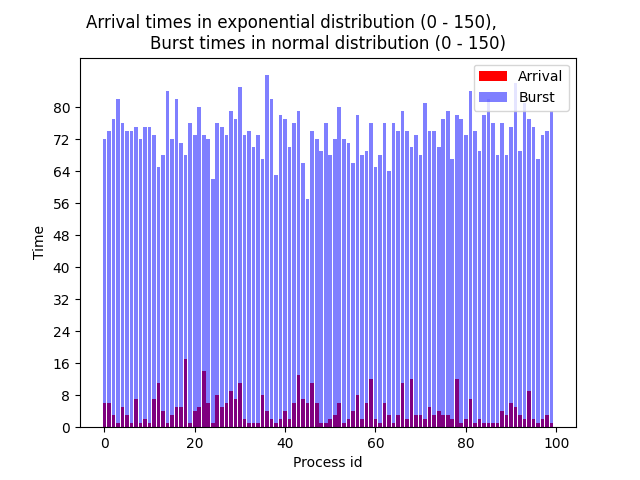 Arrival times in exponential distribution (0 - 150),
Burst times in normal distribution (0 - 150)
Arrival
Burst
80
72
64
56
48
40
32
24
16
8
0
Time
0 20 40 60 80 100
Process id